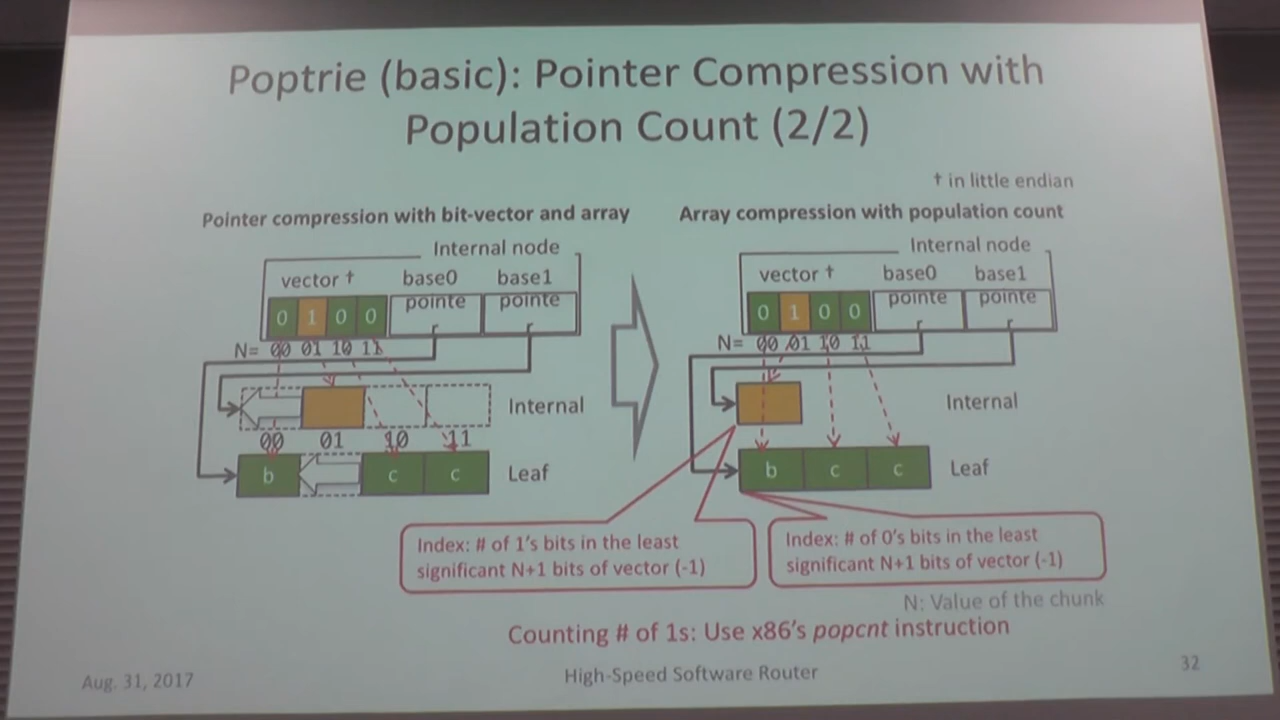 Poptrie (basic): Pointer Compression with
Population Count (2/2)
† in little endian
Pointer compression with bit-vector and array
Internal node
vector †
base0
base1
0 1 0 0
pointe
r
pointe
r
N= 00 01 10 11
Internal
00 01 10 11
b
c
c
Leaf
Array compression with population count
Internal node
vector †
base0
base1
0 1 0 0
pointe
r
pointe
r
N= 00 01 10 11
Internal
b
c
c
Leaf
Index: # of 1's bits in the least
significant N+1 bits of vector (-1)
Index: # of 0's bits in the least
significant N+1 bits of vector (-1)
N: Value of the chunk
Counting # of 1s: Use x86's popcnt instruction
Aug. 31, 2017
High-Speed Software Router
32